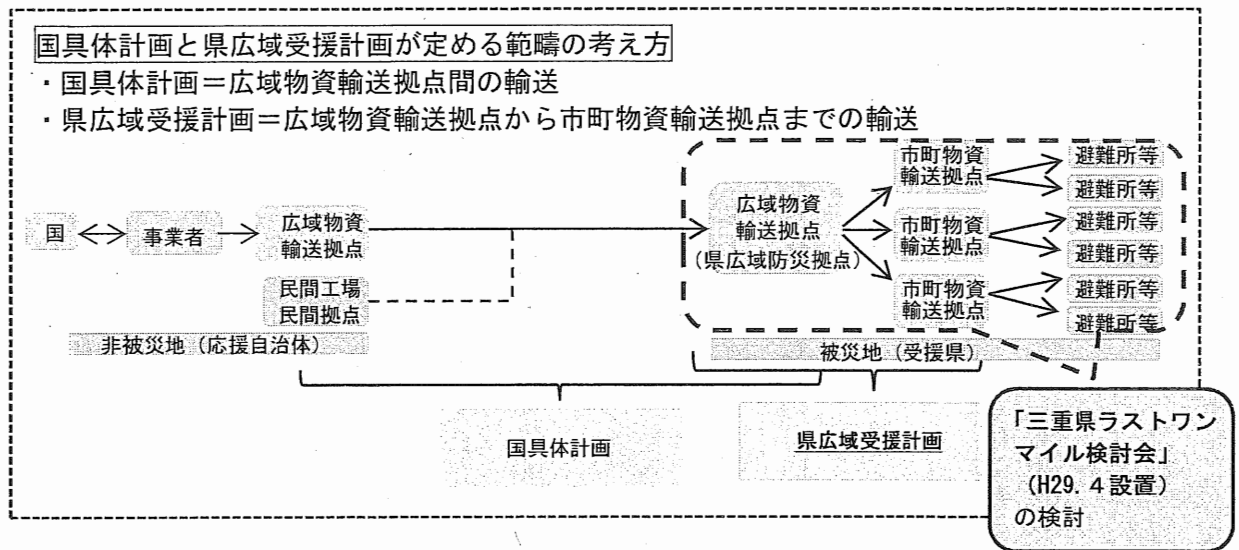 国具体計画と県広域受援計画が定める範疇の考え方
・国具体計画＝広域物資輸送拠点間の輸送
・県広域受援計画＝広域物資輸送拠点から市町物資輸送拠点までの輸送
国
事業者
広域物資
輸送拠点
民間工場
民間拠点
非被災地（応援自治体）
広域物資
輸送拠点
（県広域防災拠点）
市町物資
輸送拠点
市町物資
輸送拠点
市町物資
輸送拠点
避難所等
避難所等
避難所等
避難所等
避難所等
避難所等
被災地（受援県）
国具体計画
県広域受援計画
「三重県ラストワン
マイル検討会」
（H29.４設置）
の検討